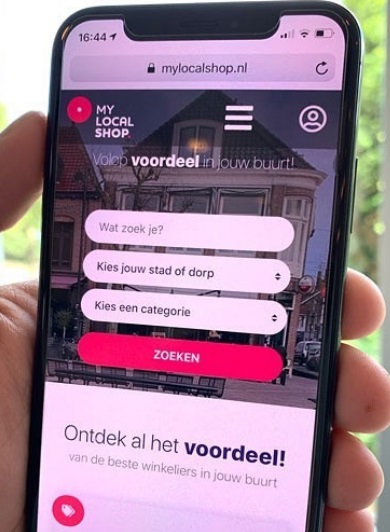 16:44
mylocalshop.nl
MY
LOCAL
SHOP.
Volop voordeel in jouw buurt!
Wat zoek je?
Kies jouw stad of dorp
Kies een categorie
ZOEKEN
Ontdek al het voordeel!
van de beste winkeliers in jouw buurt